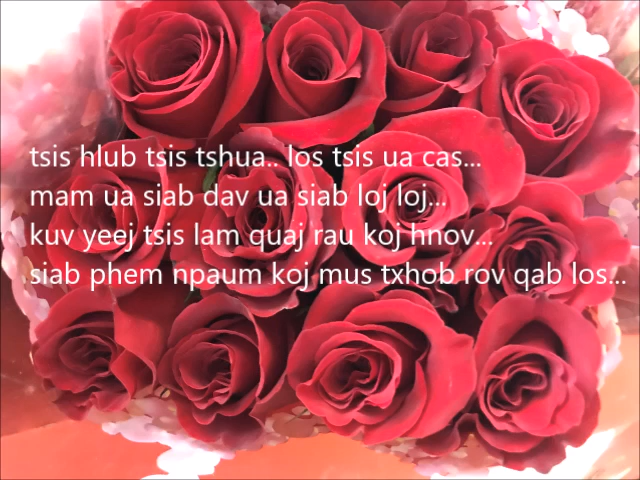 tsis hlub tsis tshua.. los tsis ua cas...
mam ua siab dav ua siab loj loj...
kuv yeej tsis lam quaj rau koj hnov...
siab phem npaum koj mus txhob rov qab los...